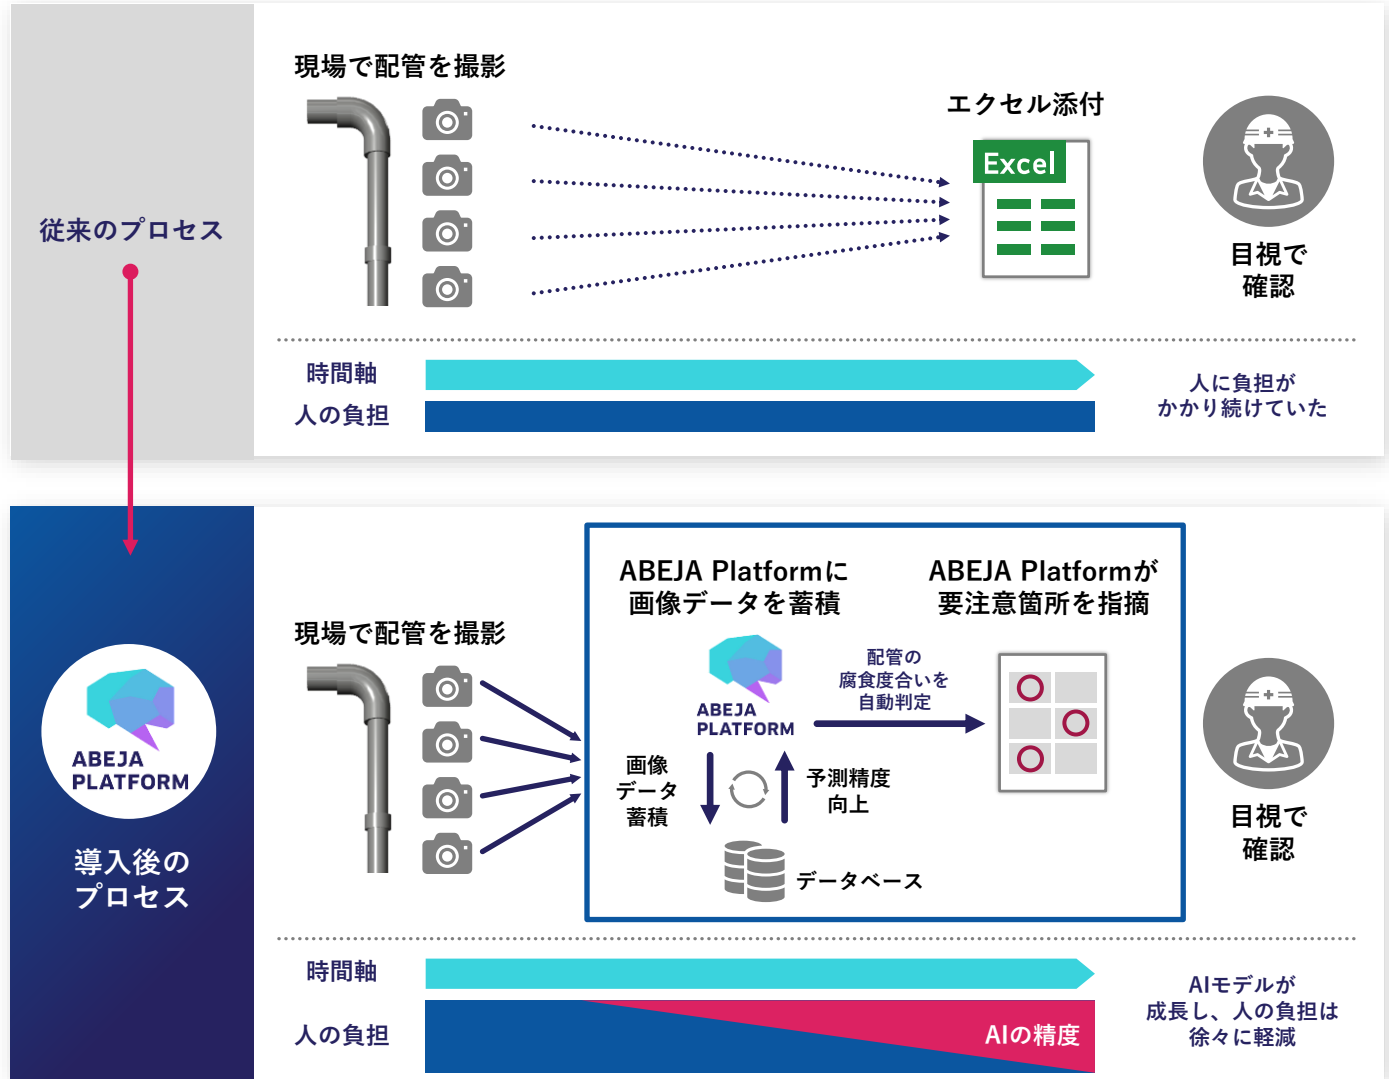 従来のプロセス
現場で配管を撮影
エクセル添付
Excel
目視で
確認
時間軸
人の負担
人に負担が
かかり続けていた
ABEJA
PLATFORM
導入後の
プロセス
現場で配管を撮影
ABEJA Platformに
画像データを蓄積
ABEJA Platformが
要注意箇所を指摘
ABEJA
PLATFORM
配管の
腐食度合いを
自動判定
画像
データ
蓄積
予測精度
向上
データベース
目視で
確認
時間軸
人の負担
AIの精度
AIモデルが
成長し、人の負担は
徐々に軽減